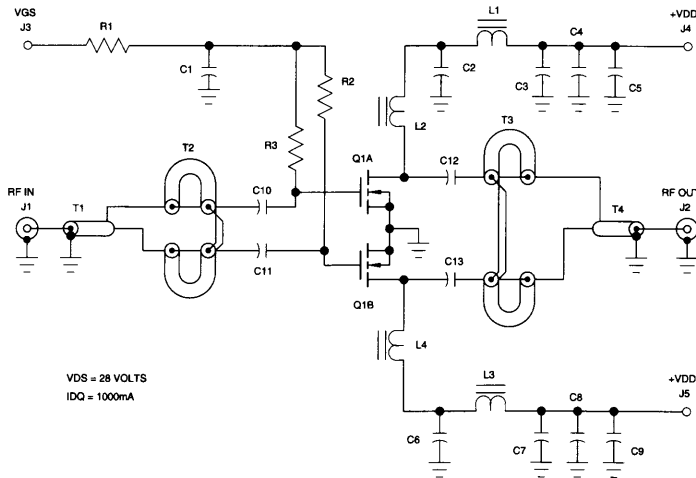 VGS
J3
R1
C1
R2
R3
L1
+VDD
J4
C4
C2
C3
C5
L2
T2
T3
Q1A
C12
C10
RF IN
J1
T1
RF OUT
J2
T4
C11
C13
Q1B
L4
VDS = 28 VOLTS
IDQ = 1000mA
L3
+VDD
J5
C8
C6
C7
C9